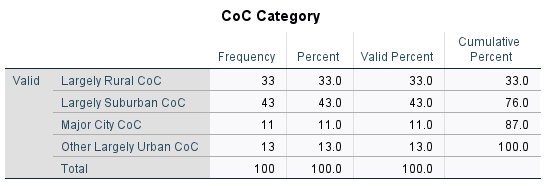 CoC Category
Frequency Percent Valid Percent Cumulative Percent
Valid Largely Rural CoC 33 33.0 33.0 33.0
Largely Suburban CoC 43 43.0 43.0 76.0
Major City CoC 11 11.0 11.0 87.0
Other Largely Urban CoC 13 13.0 13.0 100.0
Total 100 100.0 100.0